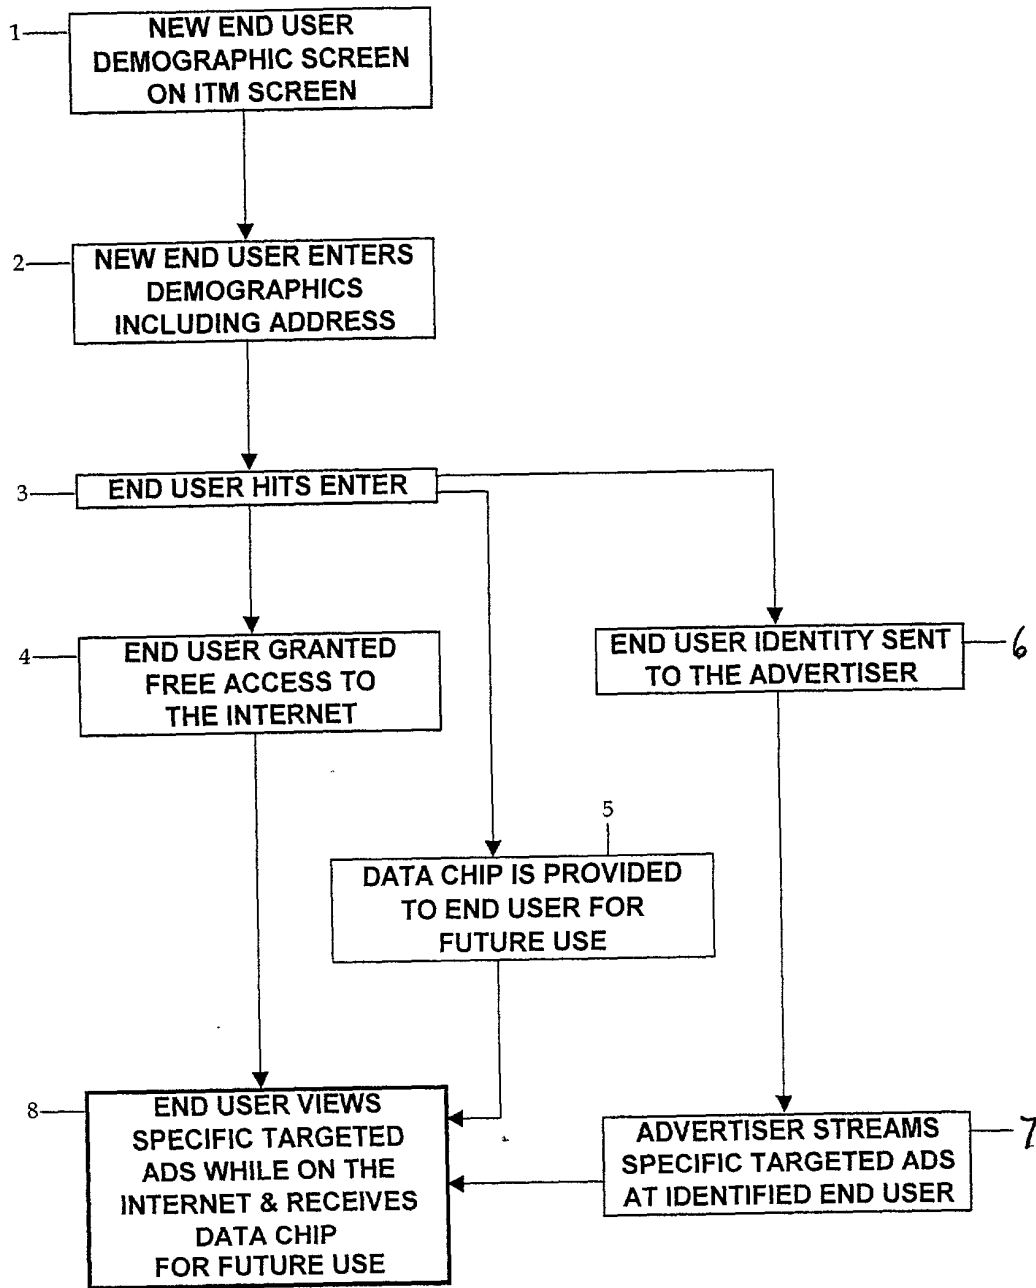 1
NEW END USER
DEMOGRAPHIC SCREEN
ON ITM SCREEN
2
NEW END USER ENTERS
DEMOGRAPHICS
INCLUDING ADDRESS
3
END USER HITS ENTER
4
END USER GRANTED
FREE ACCESS TO
THE INTERNET
END USER IDENTITY SENT
TO THE ADVERTISER
6
5
DATA CHIP IS PROVIDED
TO END USER FOR
FUTURE USE
8
END USER VIEWS
SPECIFIC TARGETED
ADS WHILE ON THE
INTERNET & RECEIVES
DATA CHIP
FOR FUTURE USE
ADVERTISER STREAMS
SPECIFIC TARGETED ADS
AT IDENTIFIED END USER
7